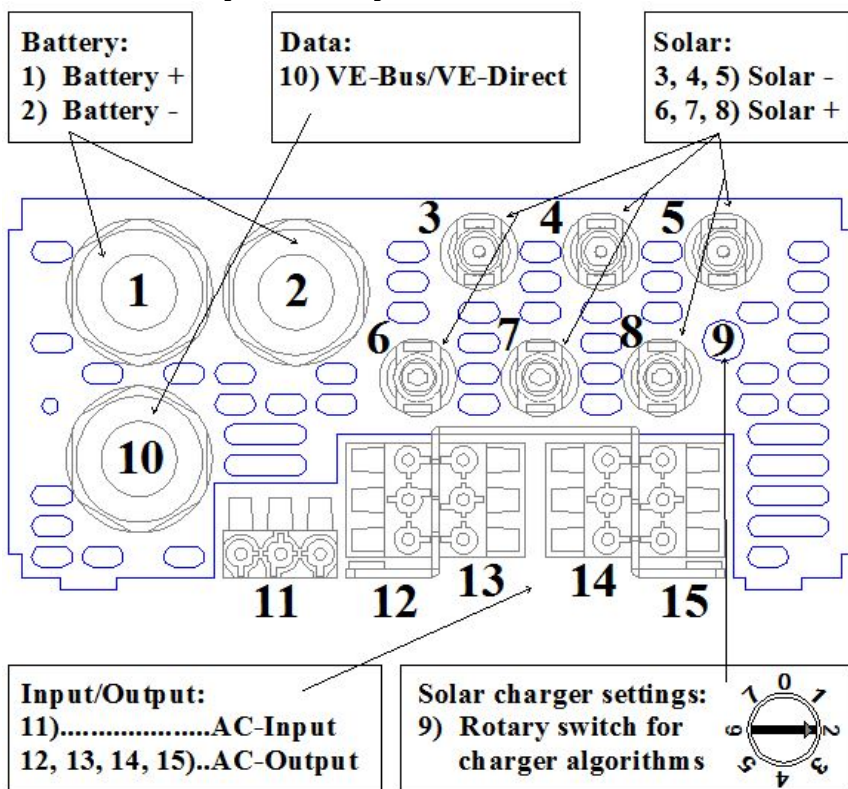 Battery:
1) Battery +
2) Battery -
Data:
10) VE-Bus/VE-Direct
Solar:
3, 4, 5) Solar -
6, 7, 8) Solar +
3
4
5
1
2
6
7
8
9
10
11
12
13
14
15
Input/Output:
11).....................AC-Input
12, 13, 14, 15)..AC-Output
Solar charger settings:
9) Rotary switch for
charger algorithms
0
1
2
3
4
5
6
7